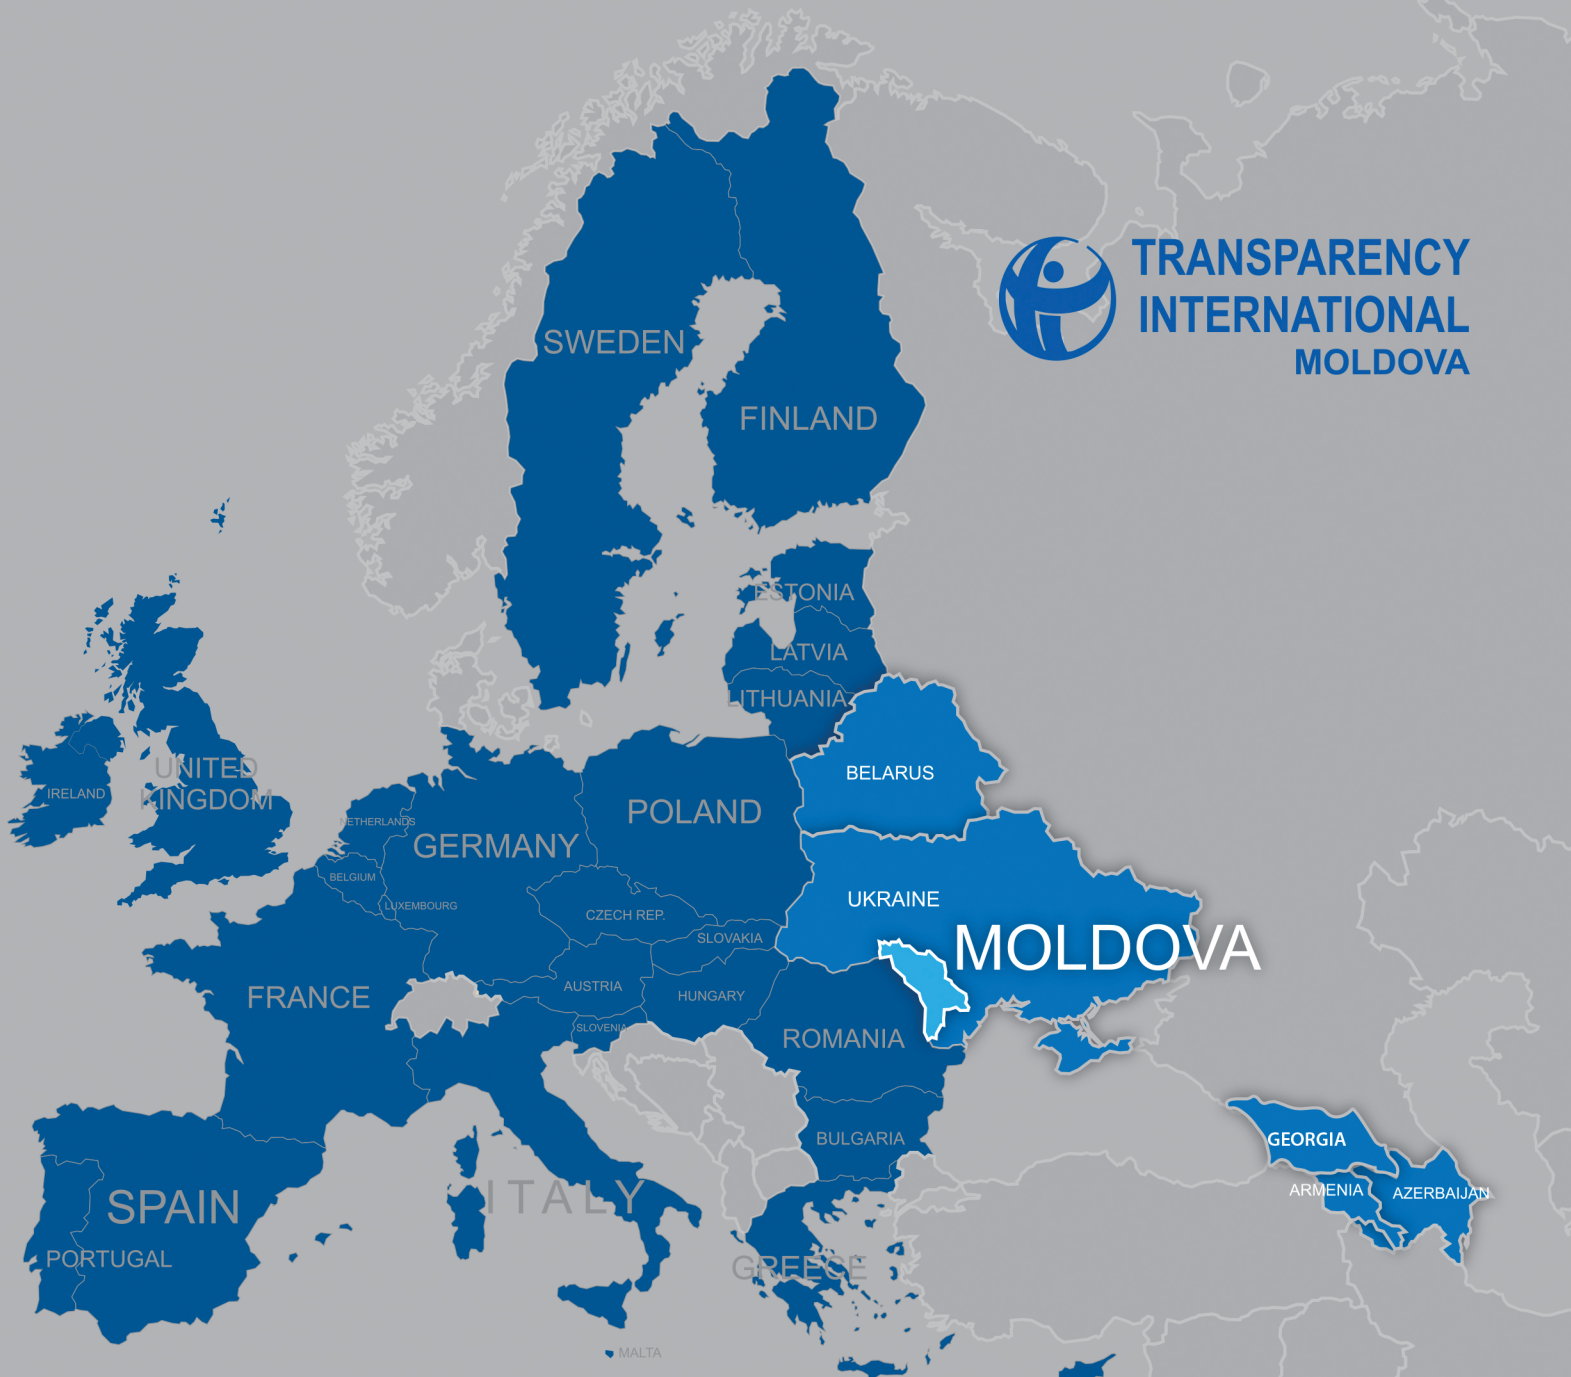 TRANSPARENCY
INTERNATIONAL
MOLDOVA
SWEDEN
FINLAND
ESTONIA
LATVIA
LITHUANIA
UNITED
KINGDOM
IRELAND
NETHERLANDS
BELGIUM
LUXEMBOURG
GERMANY
POLAND
BELARUS
UKRAINE
MOLDOVA
CZECH REP.
SLOVAKIA
AUSTRIA
HUNGARY
SLOVENIA
FRANCE
ROMANIA
BULGARIA
GEORGIA
ARMENIA
AZERBAIJAN
SPAIN
PORTUGAL
ITALY
GREECE
MALTA